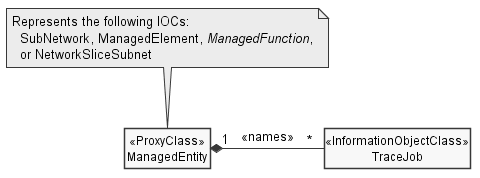 Represents the following IOCs:
SubNetwork, ManagedElement, ManagedFunction,
or NetworkSliceSubnet
«ProxyClass»
ManagedEntity
1 «names» *
«InformationObjectClass»
TraceJob